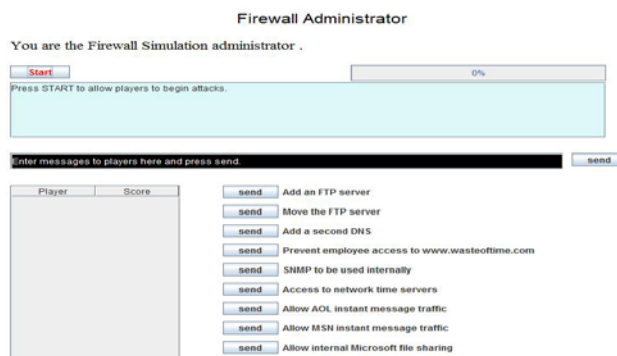 Firewall Administrator
You are the Firewall Simulation administrator .
Start
0%
Press START to allow players to begin attacks.
Enter messages to players here and press send.
send
Player Score
send Add an FTP server
send Move the FTP server
send Add a second DNS
send Prevent employee access to www.wasteoftime.com
send SNMP to be used internally
send Access to network time servers
send Allow AOL instant message traffic
send Allow MSN instant message traffic
send Allow internal Microsoft file sharing